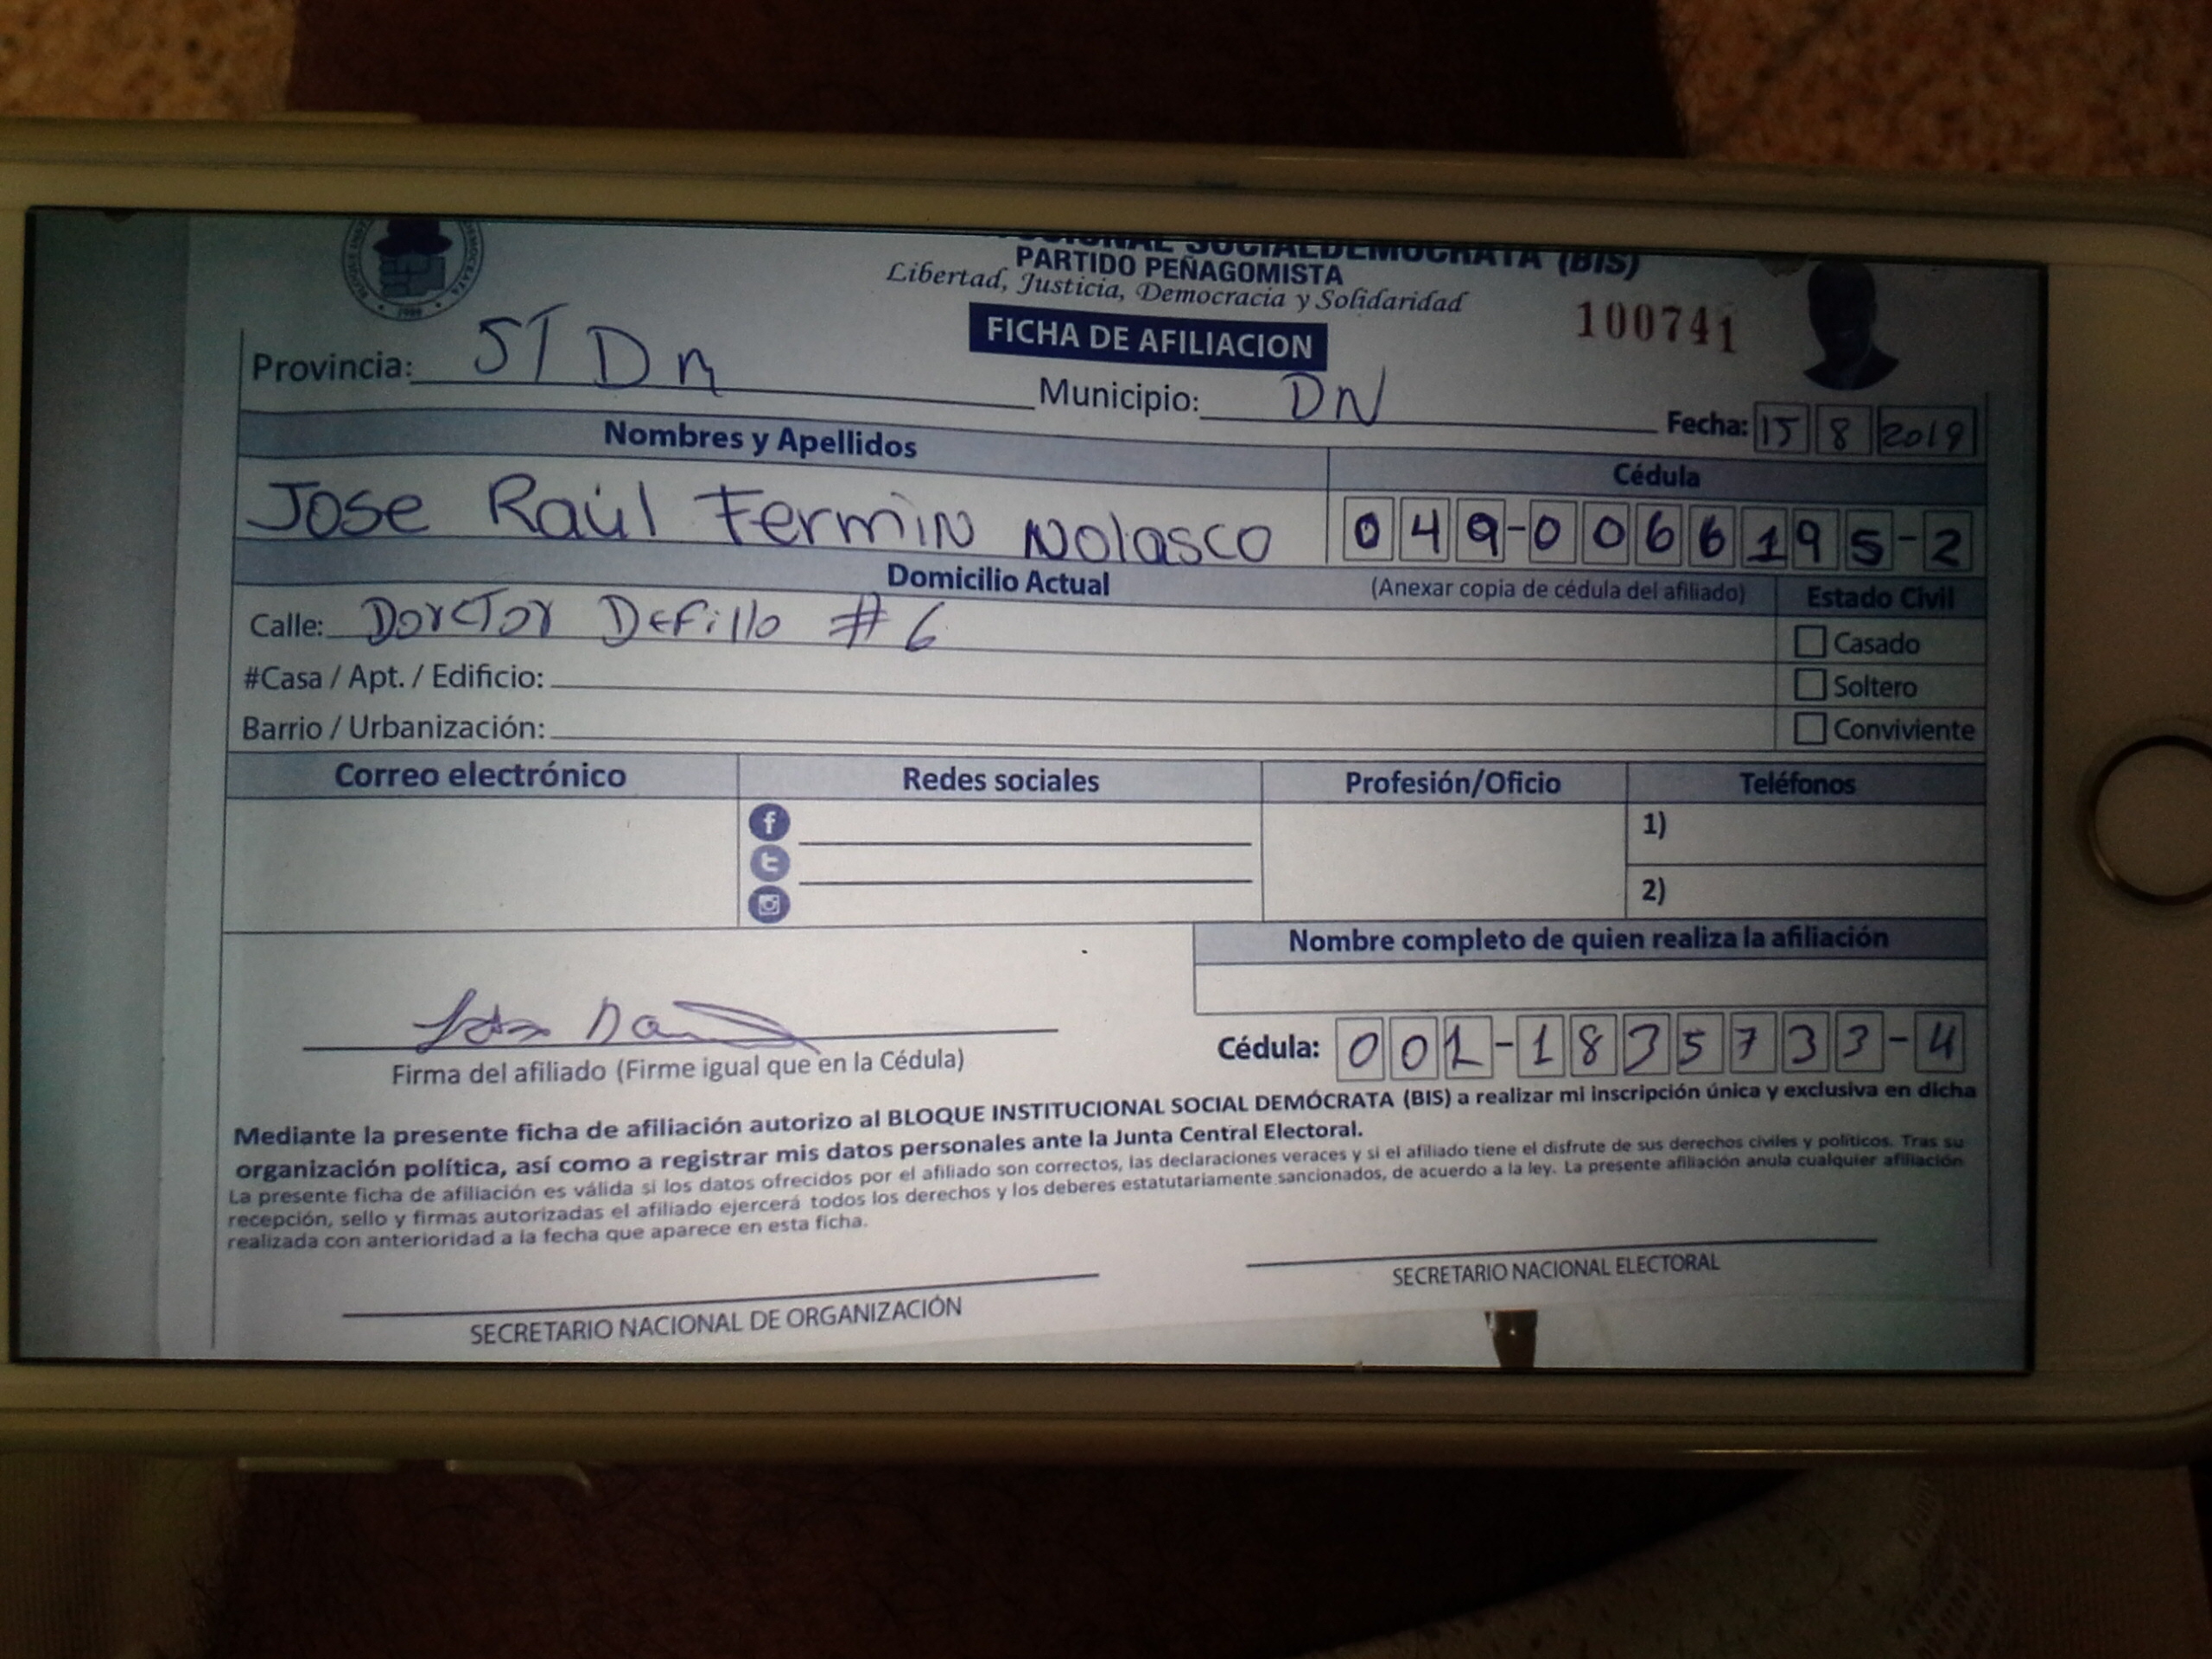 SOCIALDEMOCRATA (BIS)
PARTIDO PEÑAGOMISTA
Libertad, Justicia, Democracia y Solidaridad
FICHA DE AFILIACION
100741
Provincia: ST Dn
Municipio: DN
Fecha: 15 8 2019
Nombres y Apellidos
Cédula
Jose Raúl Fermin Nolasco
049-0066195-2
Domicilio Actual
(Anexar copia de cédula del afiliado)
Estado Civil
Calle: Dorctor Defillo #6
Casado
#Casa / Apt. / Edificio:
Soltero
Barrio / Urbanización:
Conviviente
Correo electrónico
Redes sociales
Profesión/Oficio
Teléfonos
1)
2)
Nombre completo de quien realiza la afiliación
Firma del afiliado (Firme igual que en la Cédula)
Cédula: 001-1835733-4
Mediante la presente ficha de afiliación autorizo al BLOQUE INSTITUCIONAL SOCIAL DEMÓCRATA (BIS) a realizar mi inscripción única y exclusiva en dicha
organización política, así como a registrar mis datos personales ante la Junta Central Electoral.
La presente ficha de afiliación es válida si los datos ofrecidos por el afiliado son correctos, las declaraciones veraces y si el afiliado tiene el disfrute de sus derechos civiles y políticos. Tras su
recepción, sello y firmas autorizadas el afiliado ejercerá todos los derechos y los deberes estatutariamente sancionados, de acuerdo a la ley. La presente afiliación anula cualquier afiliación
realizada con anterioridad a la fecha que aparece en esta ficha.
SECRETARIO NACIONAL DE ORGANIZACIÓN
SECRETARIO NACIONAL ELECTORAL